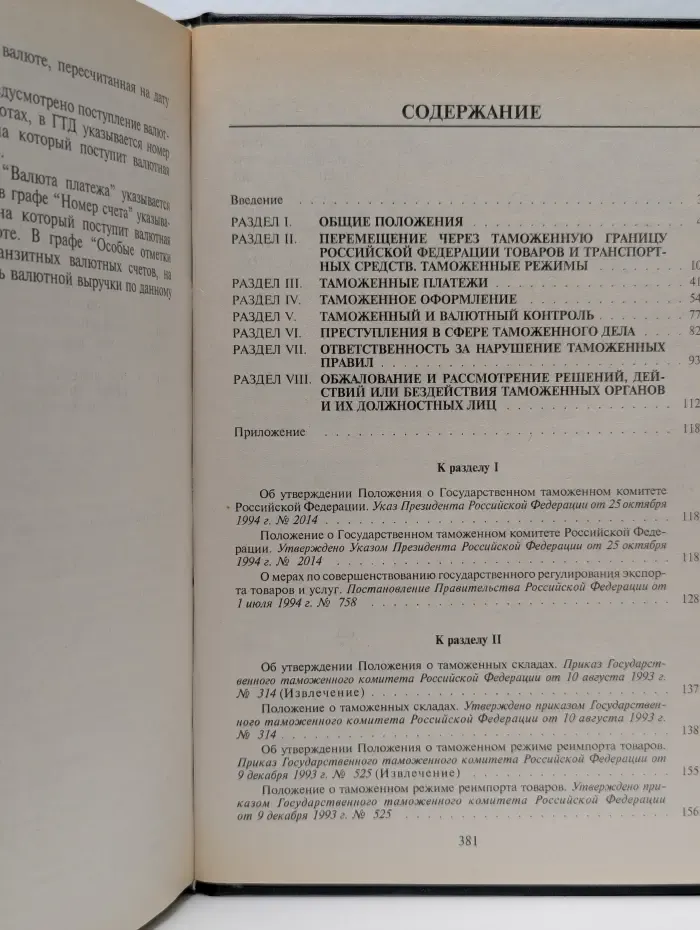 валюте, пересчитанная на дату
дусмотрено поступление валют-
отах, в ГТД указывается номер
на который поступит валютная
“Валюта платежа” указывается
в графе “Номер счета” указыва-
на который поступит валютная
те. В графе “Особые отметки
анзитных валютных счетов, на
ь валютной выручки по данному
СОДЕРЖАНИЕ
Введение
РАЗДЕЛ I. ОБЩИЕ ПОЛОЖЕНИЯ
РАЗДЕЛ II. ПЕРЕМЕЩЕНИЕ ЧЕРЕЗ ТАМОЖЕННУЮ ГРАНИЦУ
РОССИЙСКОЙ ФЕДЕРАЦИИ ТОВАРОВ И ТРАНСПОРТ-
НЫХ СРЕДСТВ. ТАМОЖЕННЫЕ РЕЖИМЫ 10
РАЗДЕЛ III. ТАМОЖЕННЫЕ ПЛАТЕЖИ 41
РАЗДЕЛ IV. ТАМОЖЕННОЕ ОФОРМЛЕНИЕ 54
РАЗДЕЛ V. ТАМОЖЕННЫЙ И ВАЛЮТНЫЙ КОНТРОЛЬ 77
РАЗДЕЛ VI. ПРЕСТУПЛЕНИЯ В СФЕРЕ ТАМОЖЕННОГО ДЕЛА 82
РАЗДЕЛ VII. ОТВЕТСТВЕННОСТЬ ЗА НАРУШЕНИЕ ТАМОЖЕННЫХ
ПРАВИЛ 93
РАЗДЕЛ VIII. ОБЖАЛОВАНИЕ И РАССМОТРЕНИЕ РЕШЕНИЙ, ДЕЙ-
СТВИЙ ИЛИ БЕЗДЕЙСТВИЯ ТАМОЖЕННЫХ ОРГАНОВ
И ИХ ДОЛЖНОСТНЫХ ЛИЦ 112
Приложение 118
К разделу I
Об утверждении Положения о Государственном таможенном комитете
Российской Федерации. Указ Президента Российской Федерации от 25 октября
1994 г. № 2014 118
Положение о Государственном таможенном комитете Российской Феде-
рации. Утверждено Указом Президента Российской Федерации от 25 октября
1994 г. № 2014 118
О мерах по совершенствованию государственного регулирования экспор-
та товаров и услуг. Постановление Правительства Российской Федерации от
1 июля 1994 г. № 758 128
К разделу II
Об утверждении Положения о таможенных складах. Приказ Государст-
венного таможенного комитета Российской Федерации от 10 августа 1993 г.
№ 314 (Извлечение) 137
Положение о таможенных складах. Утверждено приказом Государствен-
ного таможенного комитета Российской Федерации от 10 августа 1993 г.
№ 314 138
Об утверждении Положения о таможенном режиме реимпорта товаров.
Приказ Государственного таможенного комитета Российской Федерации от
9 декабря 1993 г. № 525 (Извлечение) 155
Положение о таможенном режиме реимпорта товаров. Утверждено при-
казом Государственного таможенного комитета Российской Федерации
от 9 декабря 1993 г. № 525 156
381